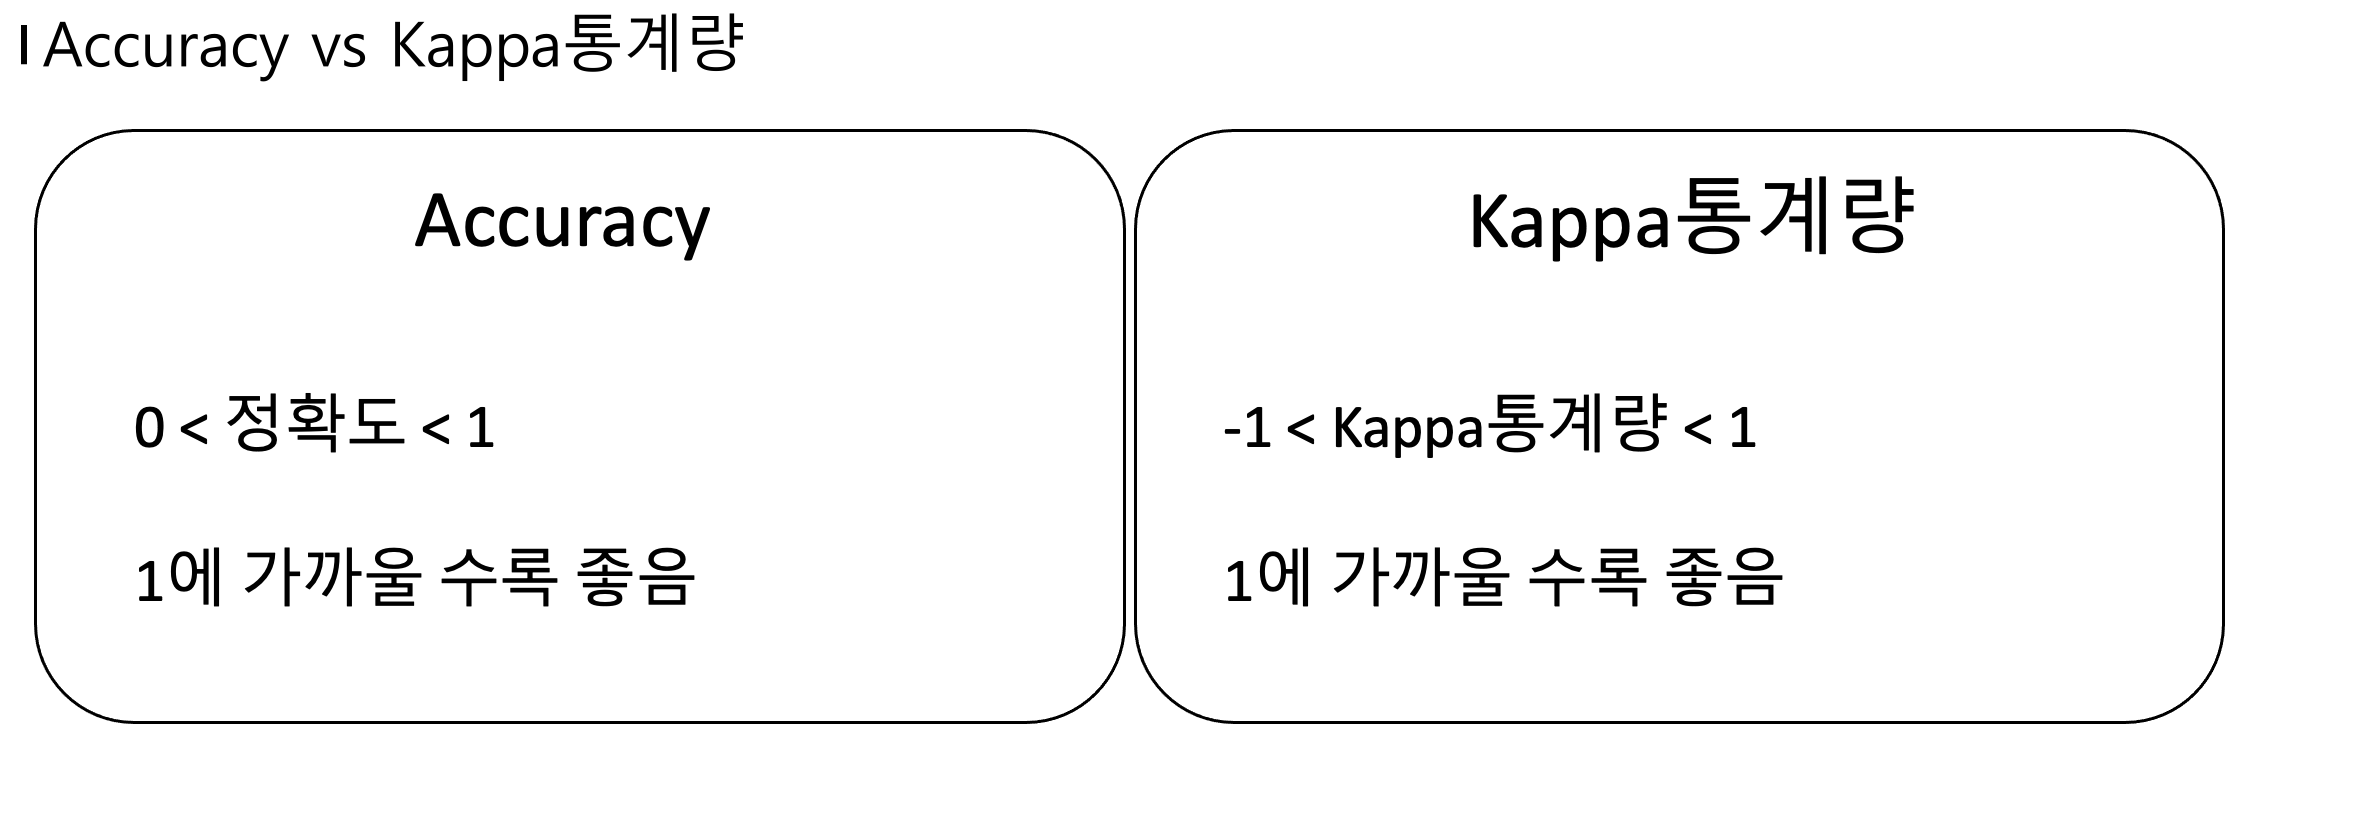 I Accuracy vs Kappa통계량
Accuracy
0 < 정확도 < 1
1에 가까울 수록 좋음
Kappa통계량
-1 < Kappa통계량 < 1
1에 가까울 수록 좋음